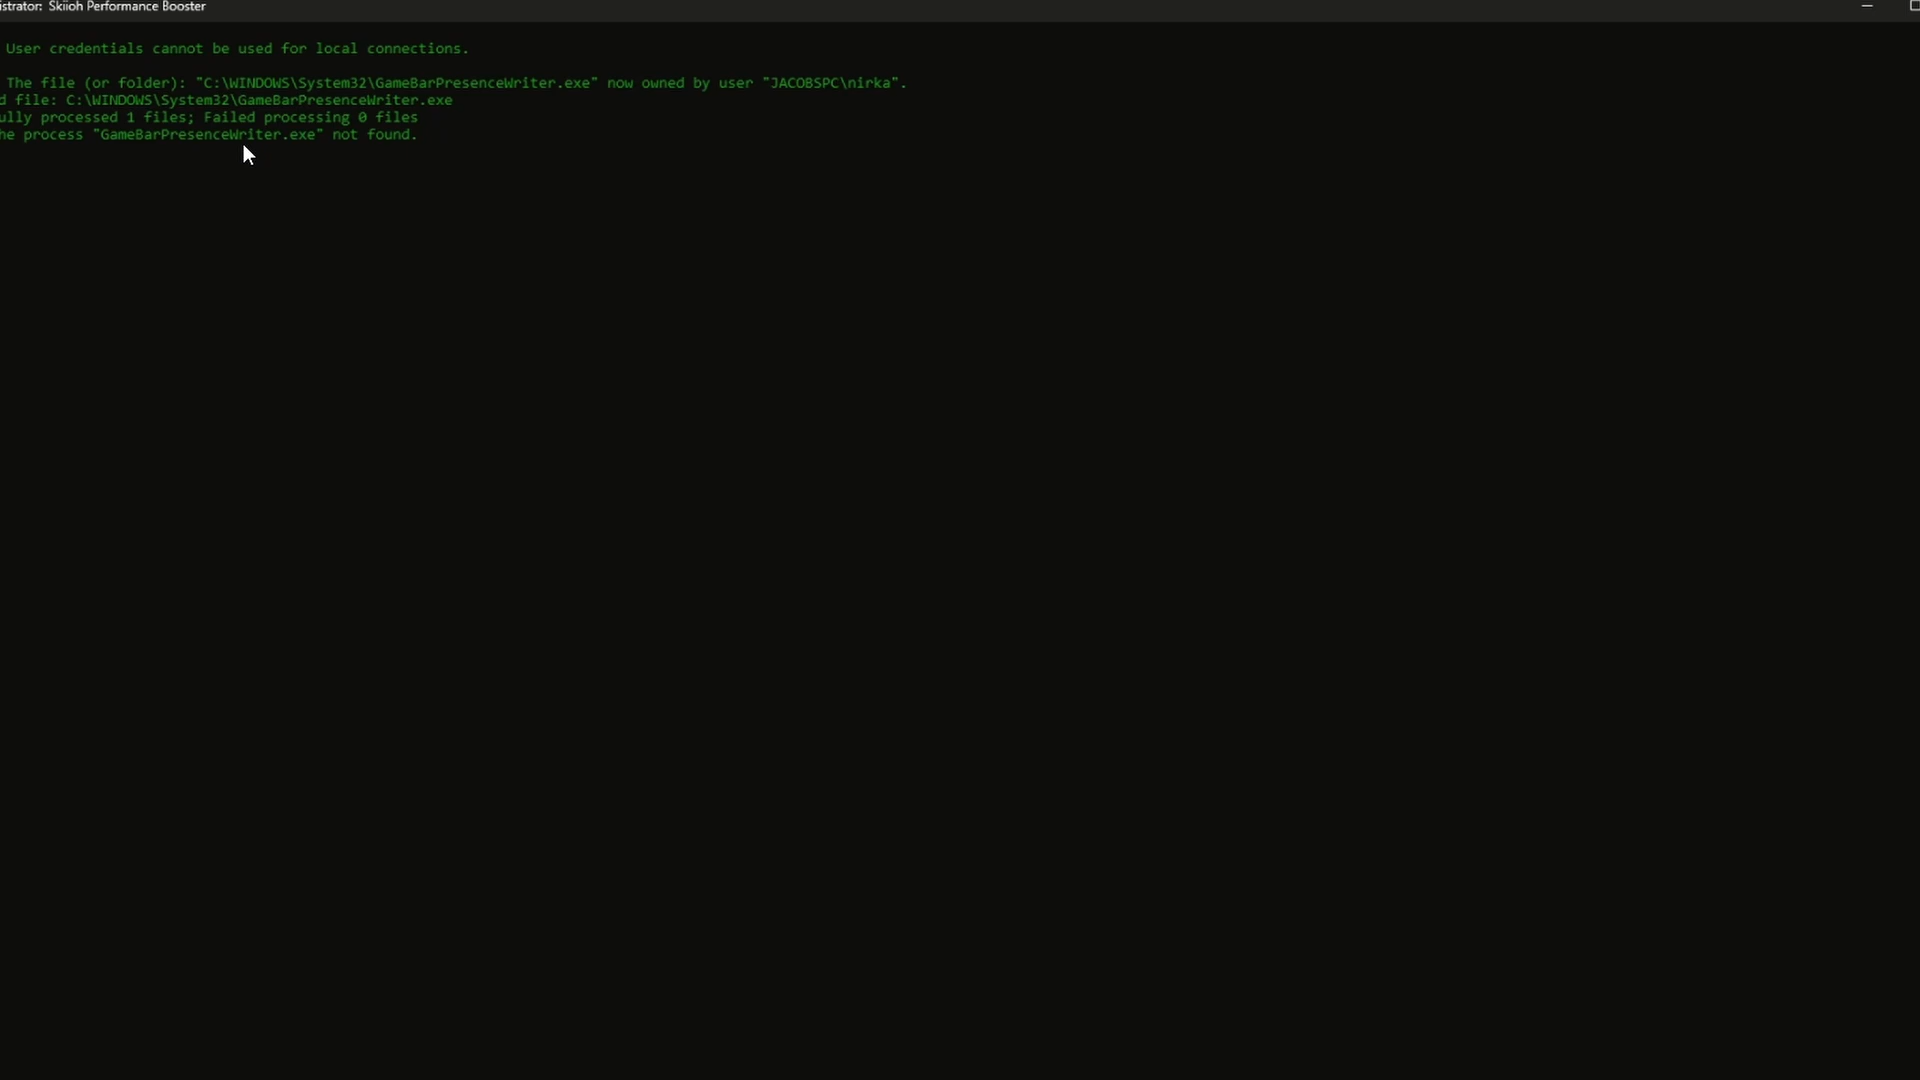 istrator: Skiioh Performance Booster
User credentials cannot be used for local connections.
The file (or folder): "C:\WINDOWS\System32\GameBarPresenceWriter.exe" now owned by user "JACOBSPC\nirka".
d file: C:\WINDOWS\System32\GameBarPresenceWriter.exe
ully processed 1 files; Failed processing 0 files
he process "GameBarPresenceWriter.exe" not found.